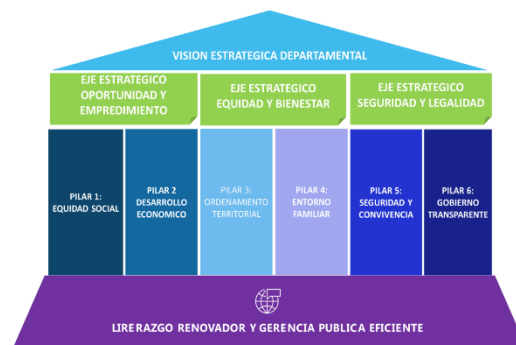 VISION ESTRATEGICA DEPARTAMENTAL
EJE ESTRATEGICO
OPORTUNIDAD Y
EMPREDIMIENTO
EJE ESTRATEGICO
EQUIDAD Y BIENESTAR
EJE ESTRATEGICO
SEGURIDAD Y LEGALIDAD
PILAR 1:
EQUIDAD SOCIAL
PILAR 2
DESARROLLO
ECONOMICO
PILAR 3:
ORDENAMIENTO
TERRITORIAL
PILAR 4:
ENTORNO
FAMILIAR
PILAR 5:
SEGURIDAD Y
CONVIVENCIA
PILAR 6:
GOBIERNO
TRANSPARENTE
LIRERAZGO RENOVADOR Y GERENCIA PUBLICA EFICIENTE